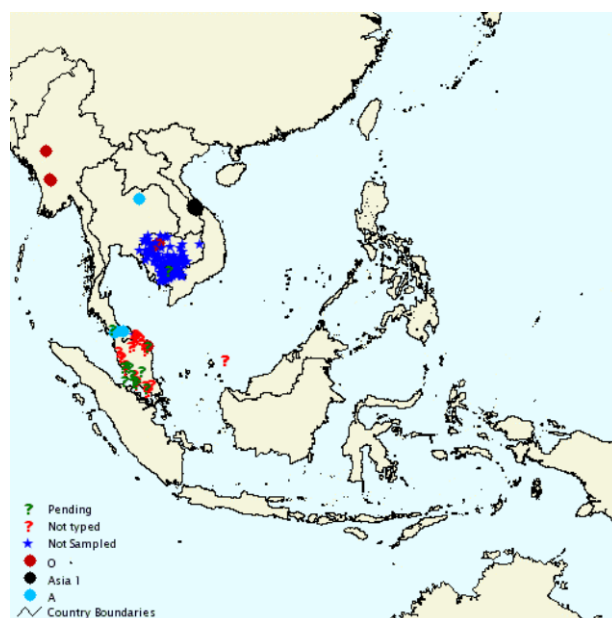 ? Pending
? Not typed
Not Sampled
O
Asia 1
A
Country Boundaries